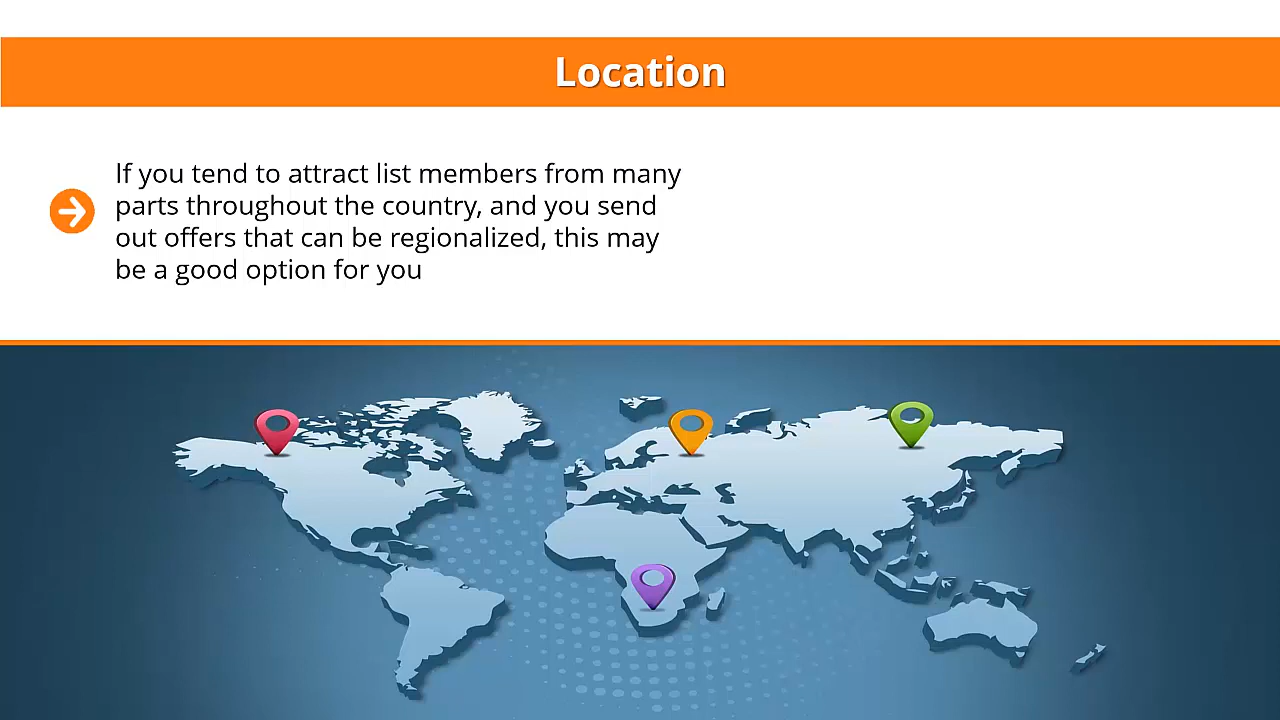 Location
If you tend to attract list members from many
parts throughout the country, and you send
out offers that can be regionalized, this may
be a good option for you